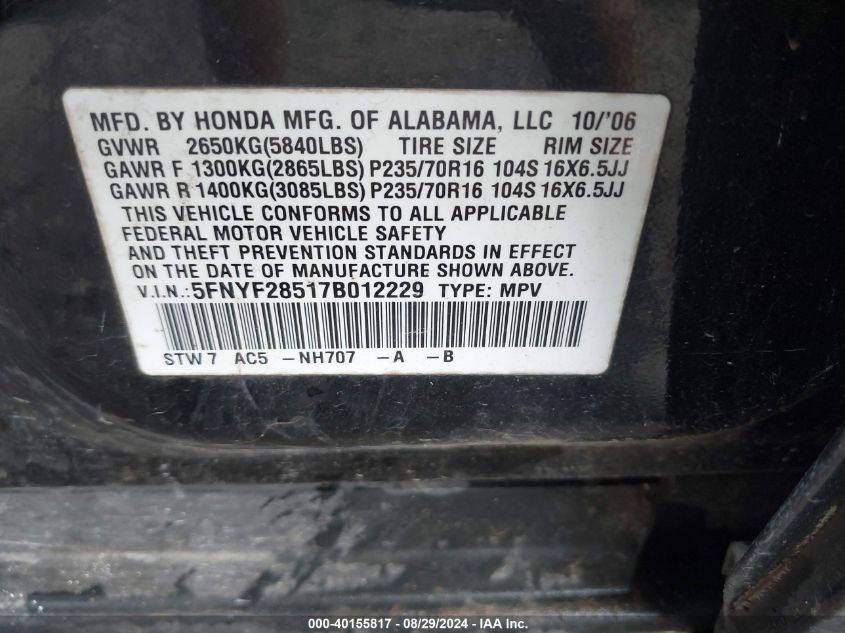 MFD. BY HONDA MFG. OF ALABAMA, LLC 10/'06
GVWR 2650KG(5840LBS) TIRE SIZE RIM SIZE
GAWR F 1300KG(2865LBS) P235/70R16 104S 16X6.5JJ
GAWR R 1400KG(3085LBS) P235/70R16 104S 16X6.5JJ
THIS VEHICLE CONFORMS TO ALL APPLICABLE
FEDERAL MOTOR VEHICLE SAFETY
AND THEFT PREVENTION STANDARDS IN EFFECT
ON THE DATE OF MANUFACTURE SHOWN ABOVE.
V.I.N.: 5FNYF28517B012229 TYPE: MPV
STW7 AC5 -NH707 -A -B
000-40155817 - 08/29/2024 - IAA Inc.